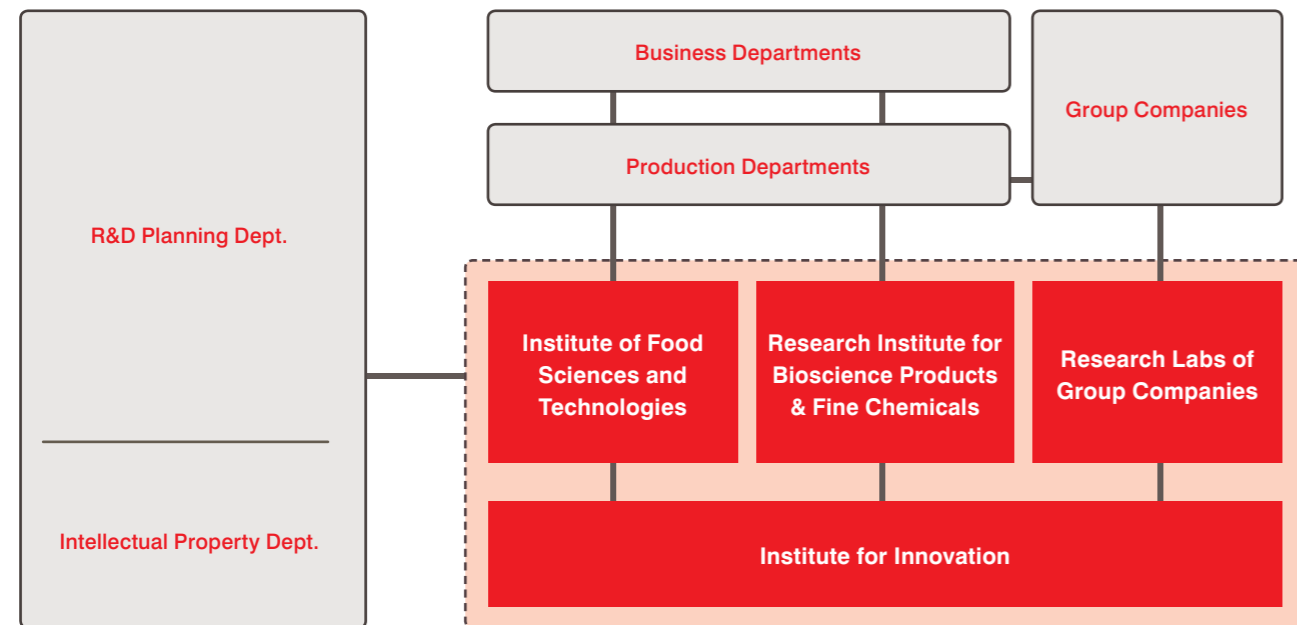 R&D Planning Dept.
Intellectual Property Dept.
Business Departments
Production Departments
Group Companies
Institute of Food
Sciences and
Technologies
Research Institute for
Bioscience Products
& Fine Chemicals
Research Labs of
Group Companies
Institute for Innovation